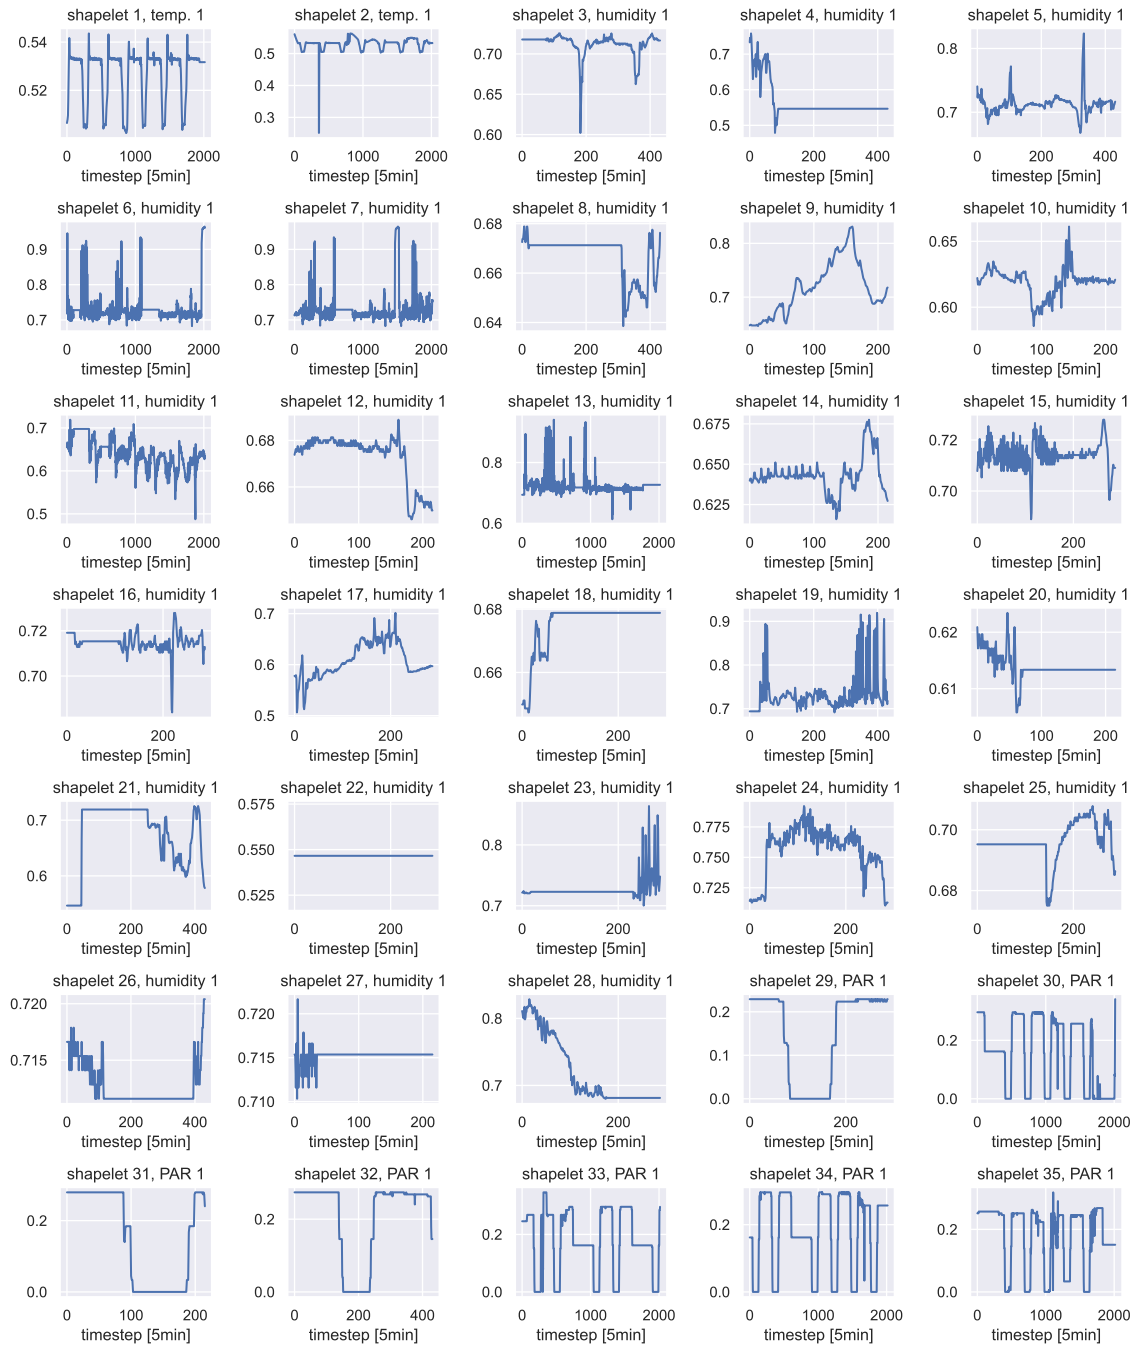 shapelet 1, temp. 1 shapelet 2, temp. 1 shapelet 3, humidity 1 shapelet 4, humidity 1 shapelet 5, humidity 1
0.54 0.52
0.5 0.4 0.3
0.70 0.65 0.60
0.7 0.6 0.5
0.8 0.7
0 1000 2000 0 1000 2000 0 200 400 0 200 400 0 200 400
timestep [5min] timestep [5min] timestep [5min] timestep [5min] timestep [5min]
shapelet 6, humidity 1 shapelet 7, humidity 1 shapelet 8, humidity 1 shapelet 9, humidity 1 shapelet 10, humidity 1
0.9 0.8 0.7
0.9 0.8 0.7
0.68 0.66 0.64
0.8 0.7
0.65 0.60
0 1000 2000 0 1000 2000 0 200 400 0 100 200 0 100 200
timestep [5min] timestep [5min] timestep [5min] timestep [5min] timestep [5min]
shapelet 11, humidity 1 shapelet 12, humidity 1 shapelet 13, humidity 1 shapelet 14, humidity 1 shapelet 15, humidity 1
0.7 0.6 0.5
0.68 0.66
0.8 0.6
0.675 0.650 0.625
0.72 0.70
0 1000 2000 0 100 200 0 1000 2000 0 100 200 0 200
timestep [5min] timestep [5min] timestep [5min] timestep [5min] timestep [5min]
shapelet 16, humidity 1 shapelet 17, humidity 1 shapelet 18, humidity 1 shapelet 19, humidity 1 shapelet 20, humidity 1
0.72 0.70
0.7 0.6 0.5
0.68 0.66
0.9 0.8 0.7
0.62 0.61
0 200 0 200 0 200 0 200 400 0 100 200
timestep [5min] timestep [5min] timestep [5min] timestep [5min] timestep [5min]
shapelet 21, humidity 1 shapelet 22, humidity 1 shapelet 23, humidity 1 shapelet 24, humidity 1 shapelet 25, humidity 1
0.7 0.6
0.575 0.550 0.525
0.8 0.7
0.775 0.750 0.725
0.70 0.68
0 200 400 0 200 0 200 0 200 0 200
timestep [5min] timestep [5min] timestep [5min] timestep [5min] timestep [5min]
shapelet 26, humidity 1 shapelet 27, humidity 1 shapelet 28, humidity 1 shapelet 29, PAR 1 shapelet 30, PAR 1
0.720 0.715
0.720 0.715 0.710
0.8 0.7
0.2 0.1 0.0
0.2 0.0
0 200 400 0 100 200 0 200 400 0 200 0 1000 2000
timestep [5min] timestep [5min] timestep [5min] timestep [5min] timestep [5min]
shapelet 31, PAR 1 shapelet 32, PAR 1 shapelet 33, PAR 1 shapelet 34, PAR 1 shapelet 35, PAR 1
0.2 0.0
0.2 0.0
0.2 0.0
0.2 0.0
0.2 0.0
0 100 200 0 200 400 0 1000 2000 0 1000 2000 0 1000 2000
timestep [5min] timestep [5min] timestep [5min] timestep [5min] timestep [5min]